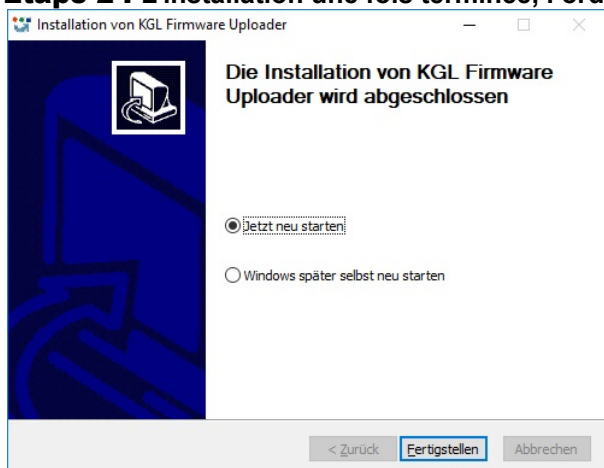 Installation von KGL Firmware Uploader
Die Installation von KGL Firmware
Uploader wird abgeschlossen
Jetzt neu starten
Windows später selbst neu starten
< Zurück
Fertigstellen
Abbrechen